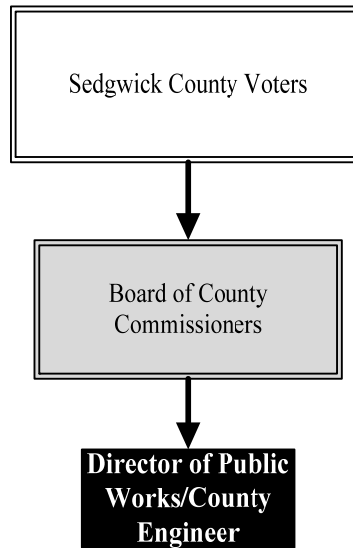 Sedgwick County Voters
Board of County
Commissioners
Director of Public
Works/County
Engineer